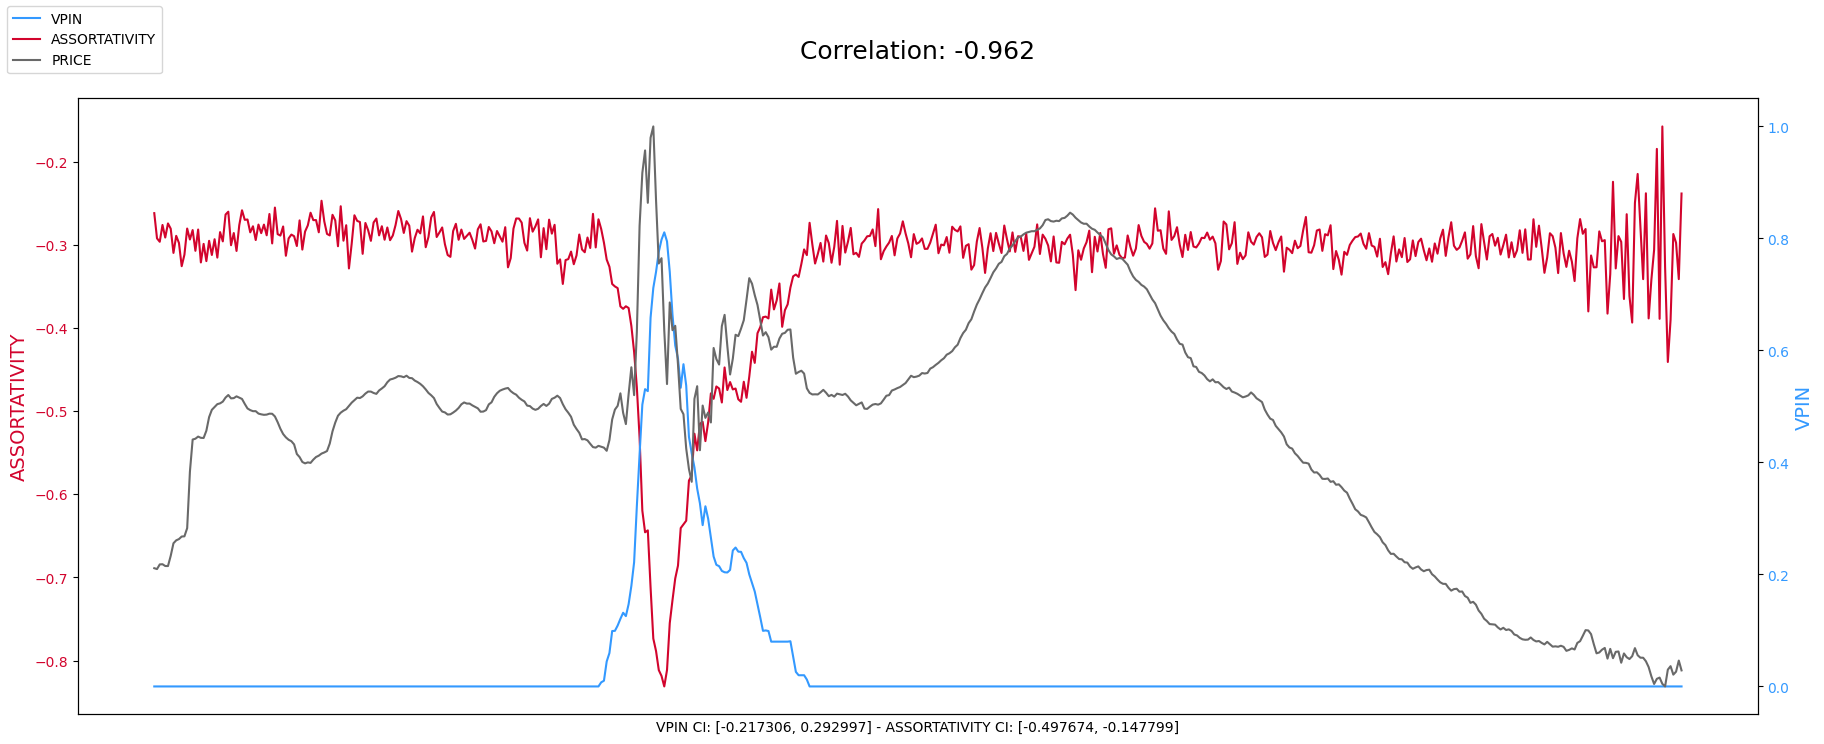 VPIN
ASSORTATIVITY
PRICE
Correlation: -0.962
ASSORTATIVITY
−0.2
−0.3
−0.4
−0.5
−0.6
−0.7
−0.8
1.0
0.8
0.6
0.4
0.2
0.0
VPIN
VPIN CI: [-0.217306, 0.292997] - ASSORTATIVITY CI: [-0.497674, -0.147799]